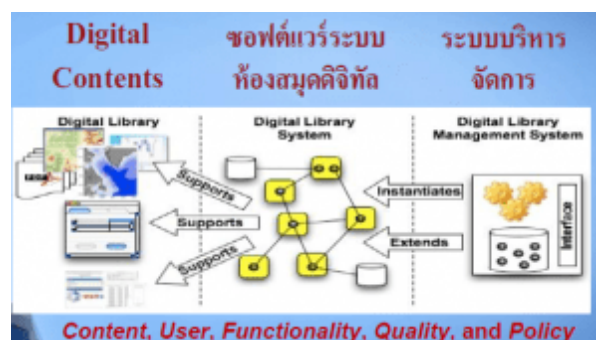 Digital
Contents
ซอฟต์แวร์ระบบ
ห้องสมุดดิจิทัล
ระบบบริหาร
จัดการ
Digital Library
Digital Library
System
Digital Library
Management System
Supports
Supports
Supports
Instantiates
Extends
Interface
Content, User, Functionality, Quality, and Policy